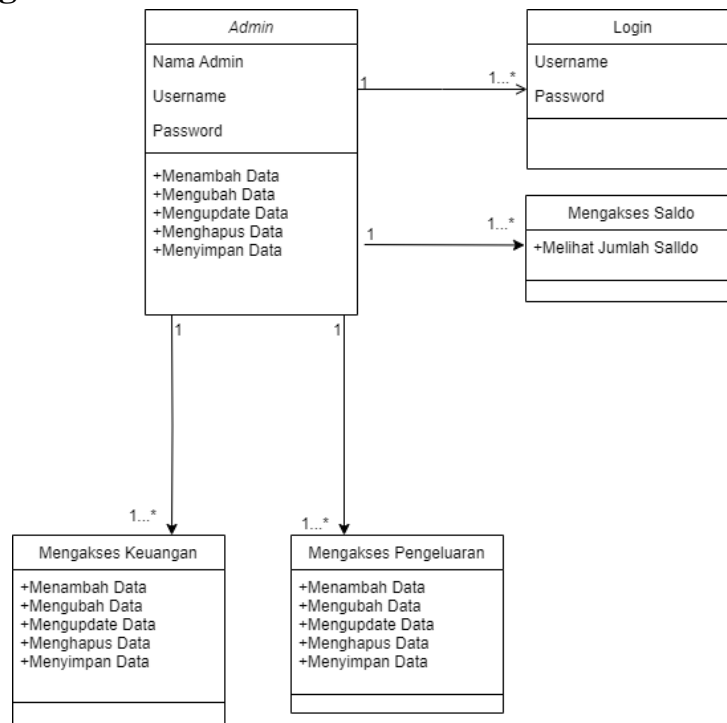 g
Admin
Nama Admin
Username
Password
+Menambah Data
+Mengubah Data
+Mengupdate Data
+Menghapus Data
+Menyimpan Data
1
1...*
Login
Username
Password
1
1...*
Mengakses Saldo
+Melihat Jumlah Salldo
1
1
1...*
1...*
Mengakses Keuangan
+Menambah Data
+Mengubah Data
+Mengupdate Data
+Menghapus Data
+Menyimpan Data
Mengakses Pengeluaran
+Menambah Data
+Mengubah Data
+Mengupdate Data
+Menghapus Data
+Menyimpan Data